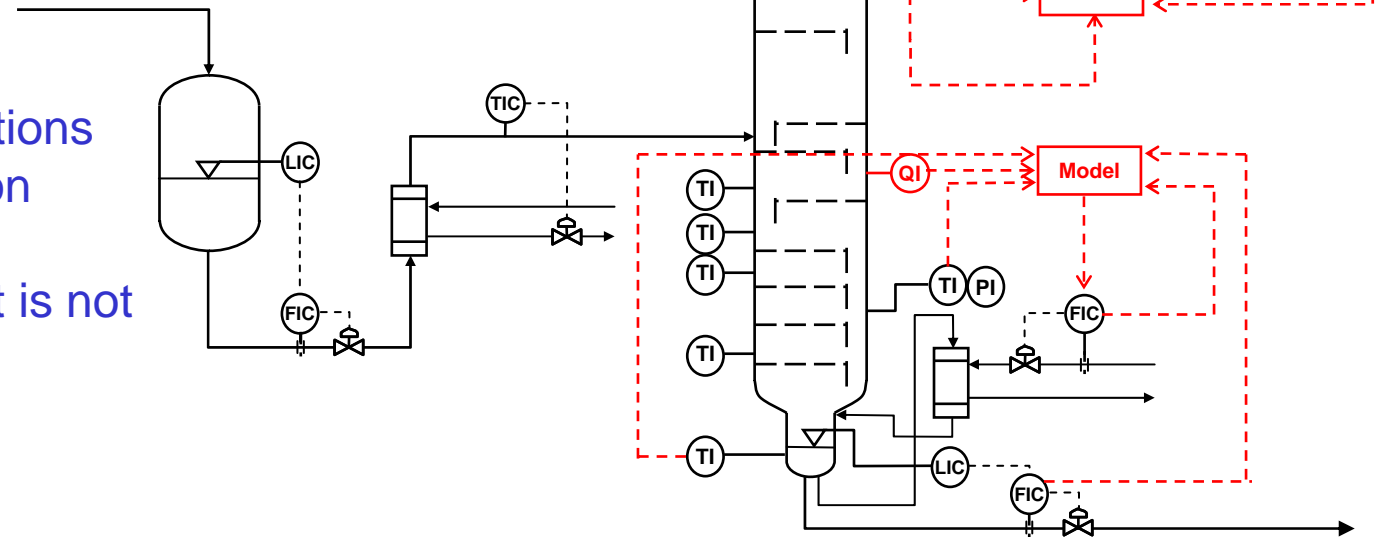 tions
on
t is not
LIC
FIC
TIC
TI
TI
TI
TI
TI
QI
Model
TI PI
FIC
LIC
FIC